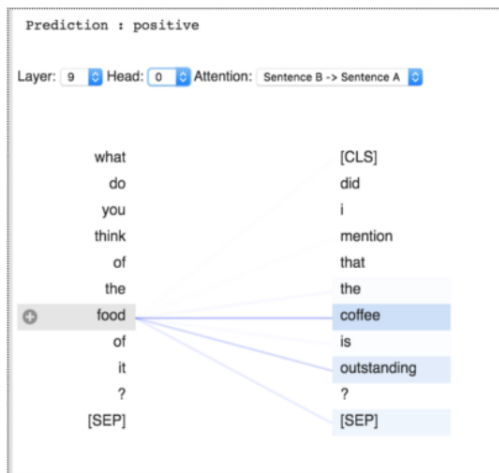 Prediction : positive
Layer: 9 Head: 0 Attention: Sentence B -> Sentence A
what [CLS]
do did
you i
think mention
of that
the the
food coffee
of is
it outstanding
? ?
[SEP] [SEP]